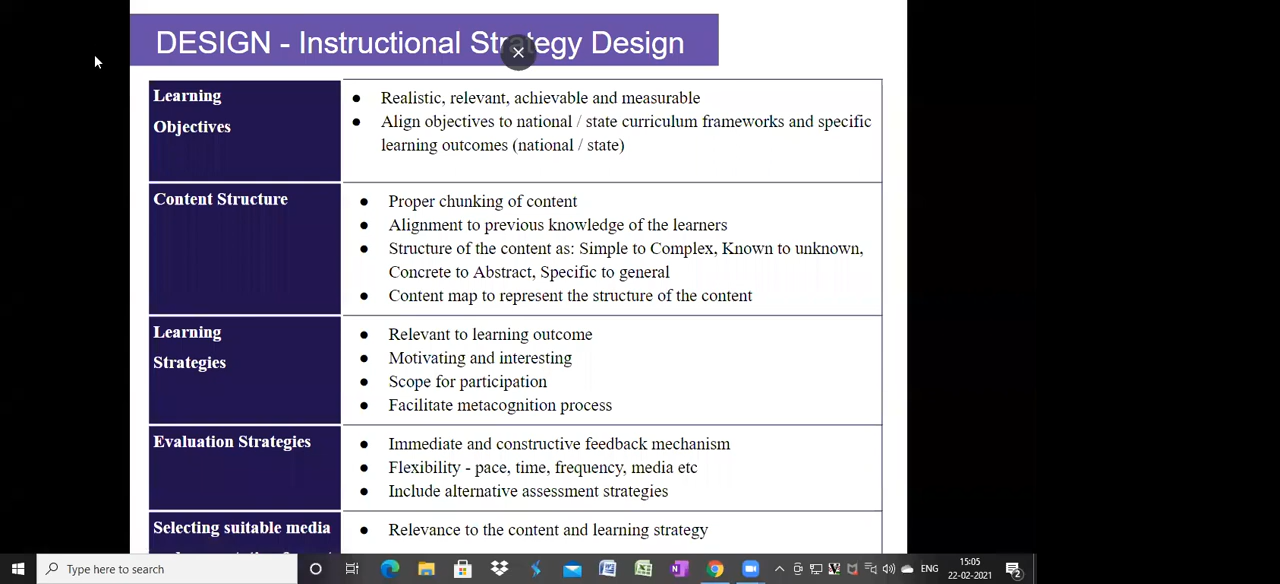 DESIGN - Instructional Strategy Design
Learning
Objectives
● Realistic, relevant, achievable and measurable
● Align objectives to national / state curriculum frameworks and specific
learning outcomes (national / state)
Content Structure
● Proper chunking of content
● Alignment to previous knowledge of the learners
● Structure of the content as: Simple to Complex, Known to unknown,
Concrete to Abstract, Specific to general
● Content map to represent the structure of the content
Learning
Strategies
● Relevant to learning outcome
● Motivating and interesting
● Scope for participation
● Facilitate metacognition process
Evaluation Strategies
● Immediate and constructive feedback mechanism
● Flexibility - pace, time, frequency, media etc
● Include alternative assessment strategies
Selecting suitable media
● Relevance to the content and learning strategy
Type here to search
ENG
15:05
22-02-2021
2